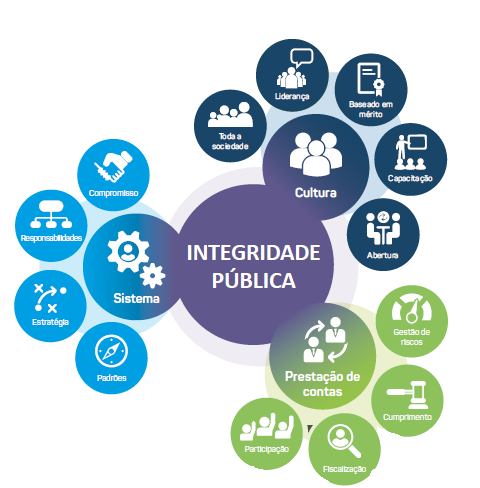 Liderança
Baseado em
mérito
Toda a
sociedade
Capacitação
Cultura
Abertura
Compromisso
Responsabilidades
Estratégia
Padrões
Sistema
INTEGRIDADE
PÚBLICA
Prestação de
contas
Gestão de
riscos
Cumprimento
Fiscalização
Participação